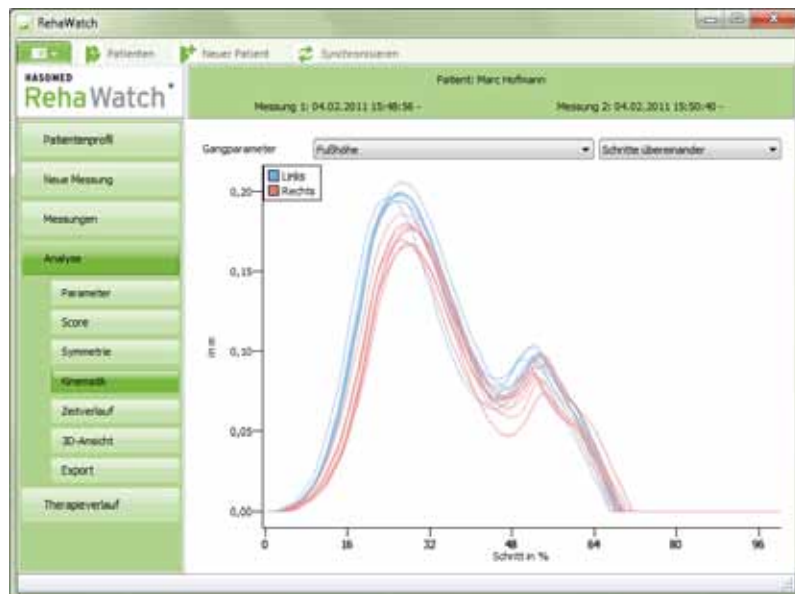 RehaWatch
Patienten Neuer Patient Synchronisieren
HASOMED
RehaWatch
Patient: Marc Hofmann
Messung 1: 04.02.2011 15:48:56 - Messung 2: 04.02.2011 15:50:40 -
Patientenprofil
Neue Messung
Messungen
Analyse
Parameter
Score
Symmetrie
Kinematik
Zeitverlauf
3D-Ansicht
Export
Therapieverlauf
Gangparameter Fußhöhe Schritte übereinander
Links
Rechts
0,20
0,15
in m
0,10
0,05
0,00
0 16 32 48 64 80 96
Schritt in %